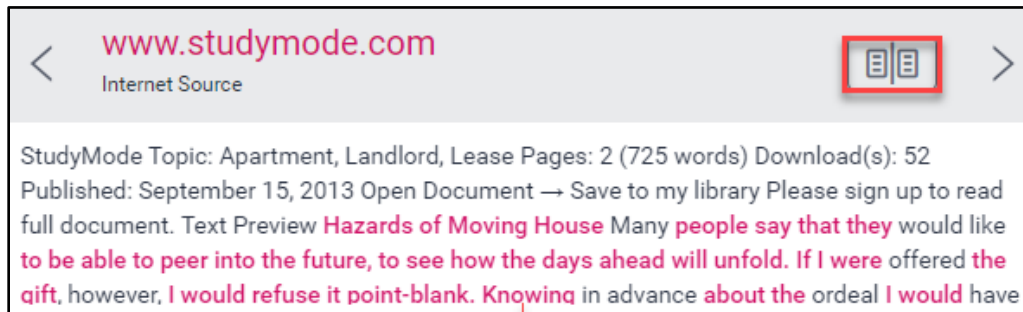 www.studymode.com
Internet Source
StudyMode Topic: Apartment, Landlord, Lease Pages: 2 (725 words) Download(s): 52
Published: September 15, 2013 Open Document → Save to my library Please sign up to read
full document. Text Preview Hazards of Moving House Many people say that they would like
to be able to peer into the future, to see how the days ahead will unfold. If I were offered the
gift, however, I would refuse it point-blank. Knowing in advance about the ordeal I would have